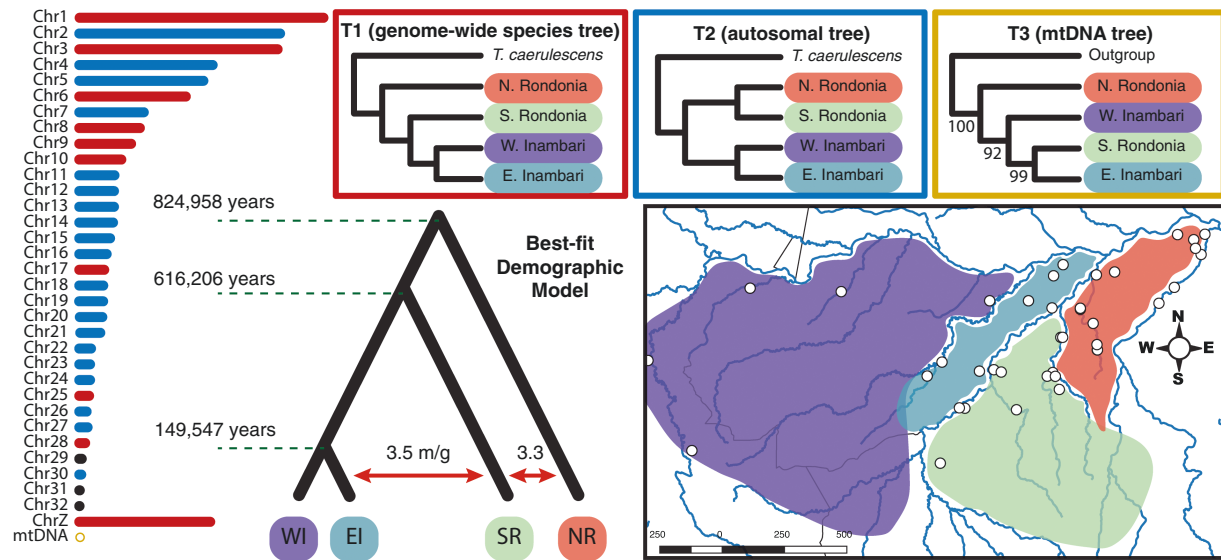 Chr1
Chr2
Chr3
Chr4
Chr5
Chr6
Chr7
Chr8
Chr9
Chr10
Chr11
Chr12
Chr13
Chr14
Chr15
Chr16
Chr17
Chr18
Chr19
Chr20
Chr21
Chr22
Chr23
Chr24
Chr25
Chr26
Chr27
Chr28
Chr29
Chr30
Chr31
Chr32
ChrZ
mtDNA
T1 (genome-wide species tree)
T. caerulescens
N. Rondonia
S. Rondonia
W. Inambari
E. Inambari
T2 (autosomal tree)
T. caerulescens
N. Rondonia
S. Rondonia
W. Inambari
E. Inambari
T3 (mtDNA tree)
Outgroup
N. Rondonia
W. Inambari
S. Rondonia
E. Inambari
100
92
99
824,958 years
616,206 years
149,547 years
Best-fit
Demographic
Model
3.5 m/g
3.3
WI
EI
SR
NR
N
W
E
S
250
0
250
500